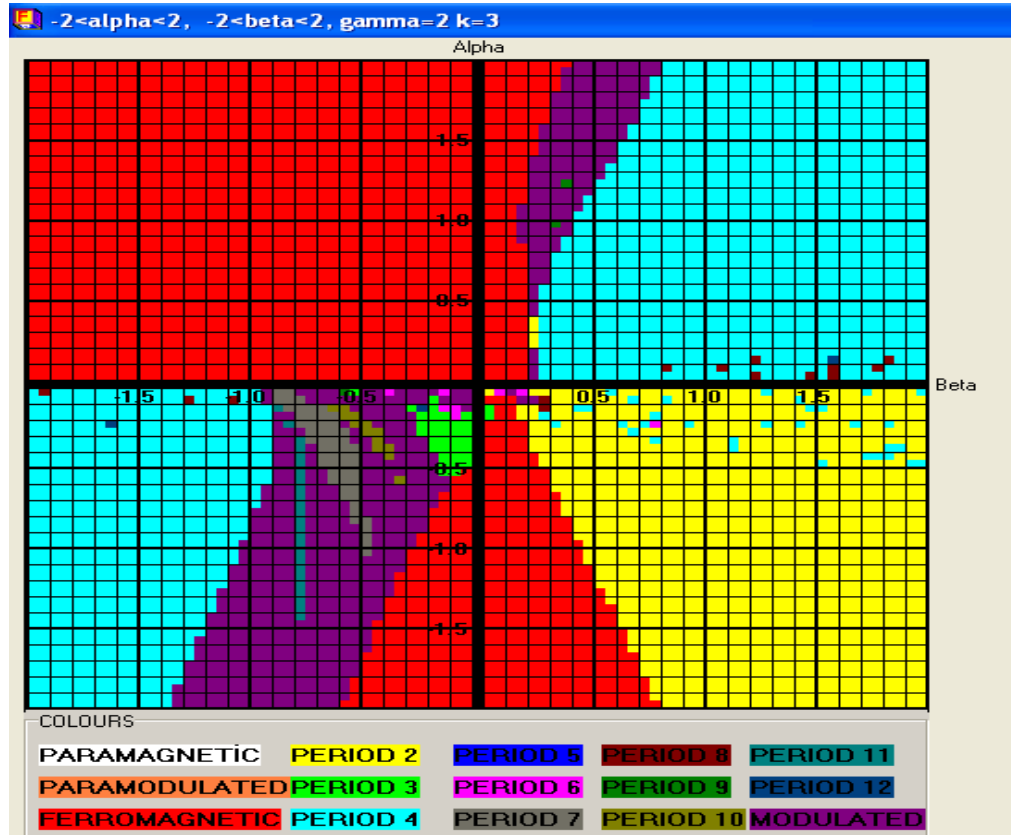 -2<alpha<2, -2<beta<2, gamma=2 k=3
Alpha
1.5
1.0
0.5
-1.5 -1.0 -0.5 0.5 1.0 1.5 Beta
-0.5
-1.0
-1.5
COLOURS
PARAMAGNETİC PERIOD 2 PERIOD 5 PERIOD 8 PERIOD 11
PARAMODULATED PERIOD 3 PERIOD 6 PERIOD 9 PERIOD 12
FERROMAGNETIC PERIOD 4 PERIOD 7 PERIOD 10 MODULATED